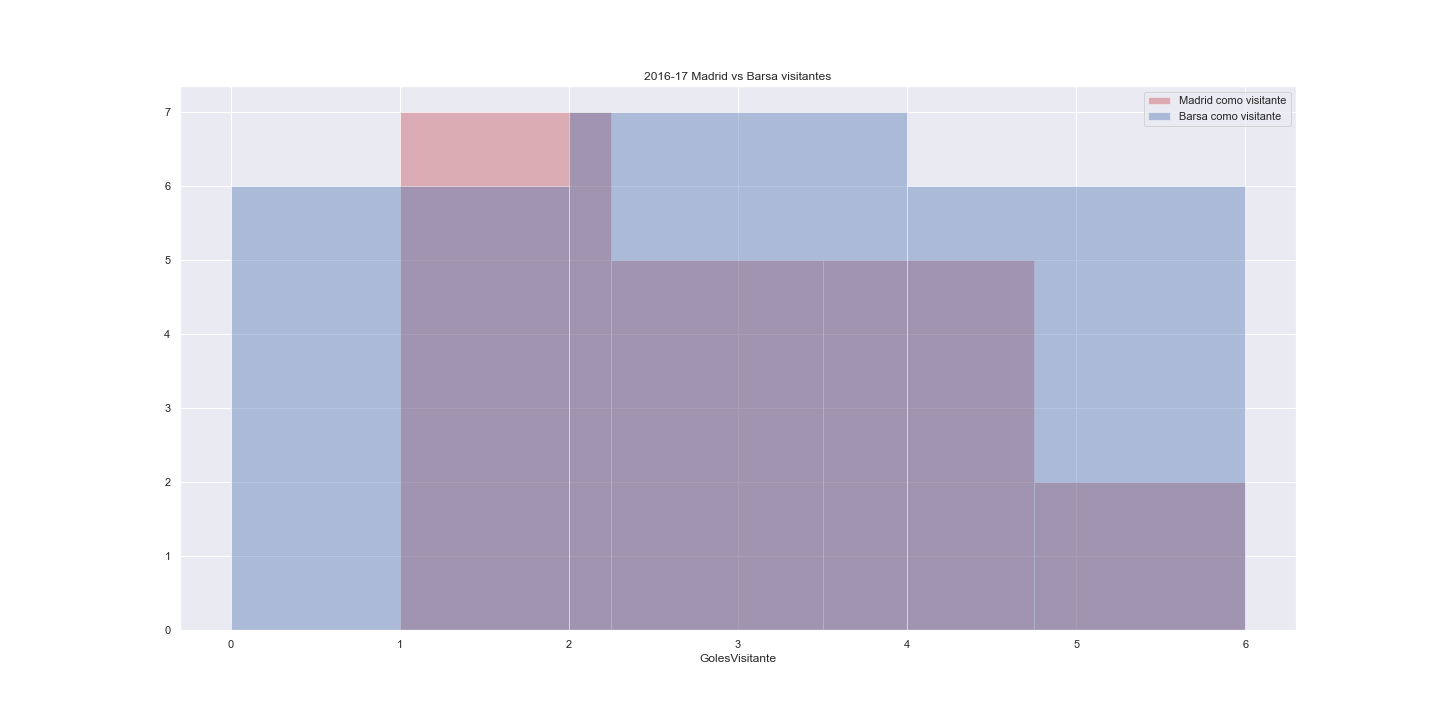 2016-17 Madrid vs Barsa visitantes
Madrid como visitante
Barsa como visitante
7
6
5
4
3
2
1
0
0 1 2 3 4 5 6
GolesVisitante